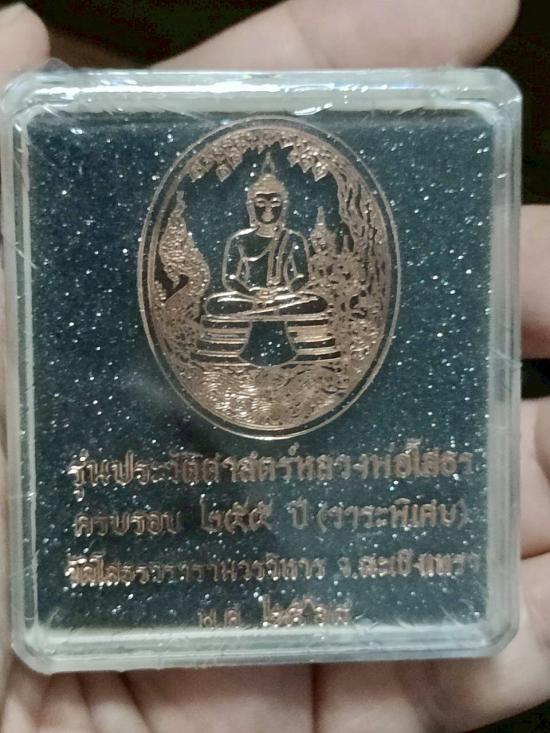 รุ่นประวัติศาสตร์หลวงพ่อโสธร
ครบรอบ ๒๕๕ ปี (วาระพิเศษ)
วัดโสธรวรารามวรวิหาร จ.ฉะเชิงเทรา
พ.ศ.